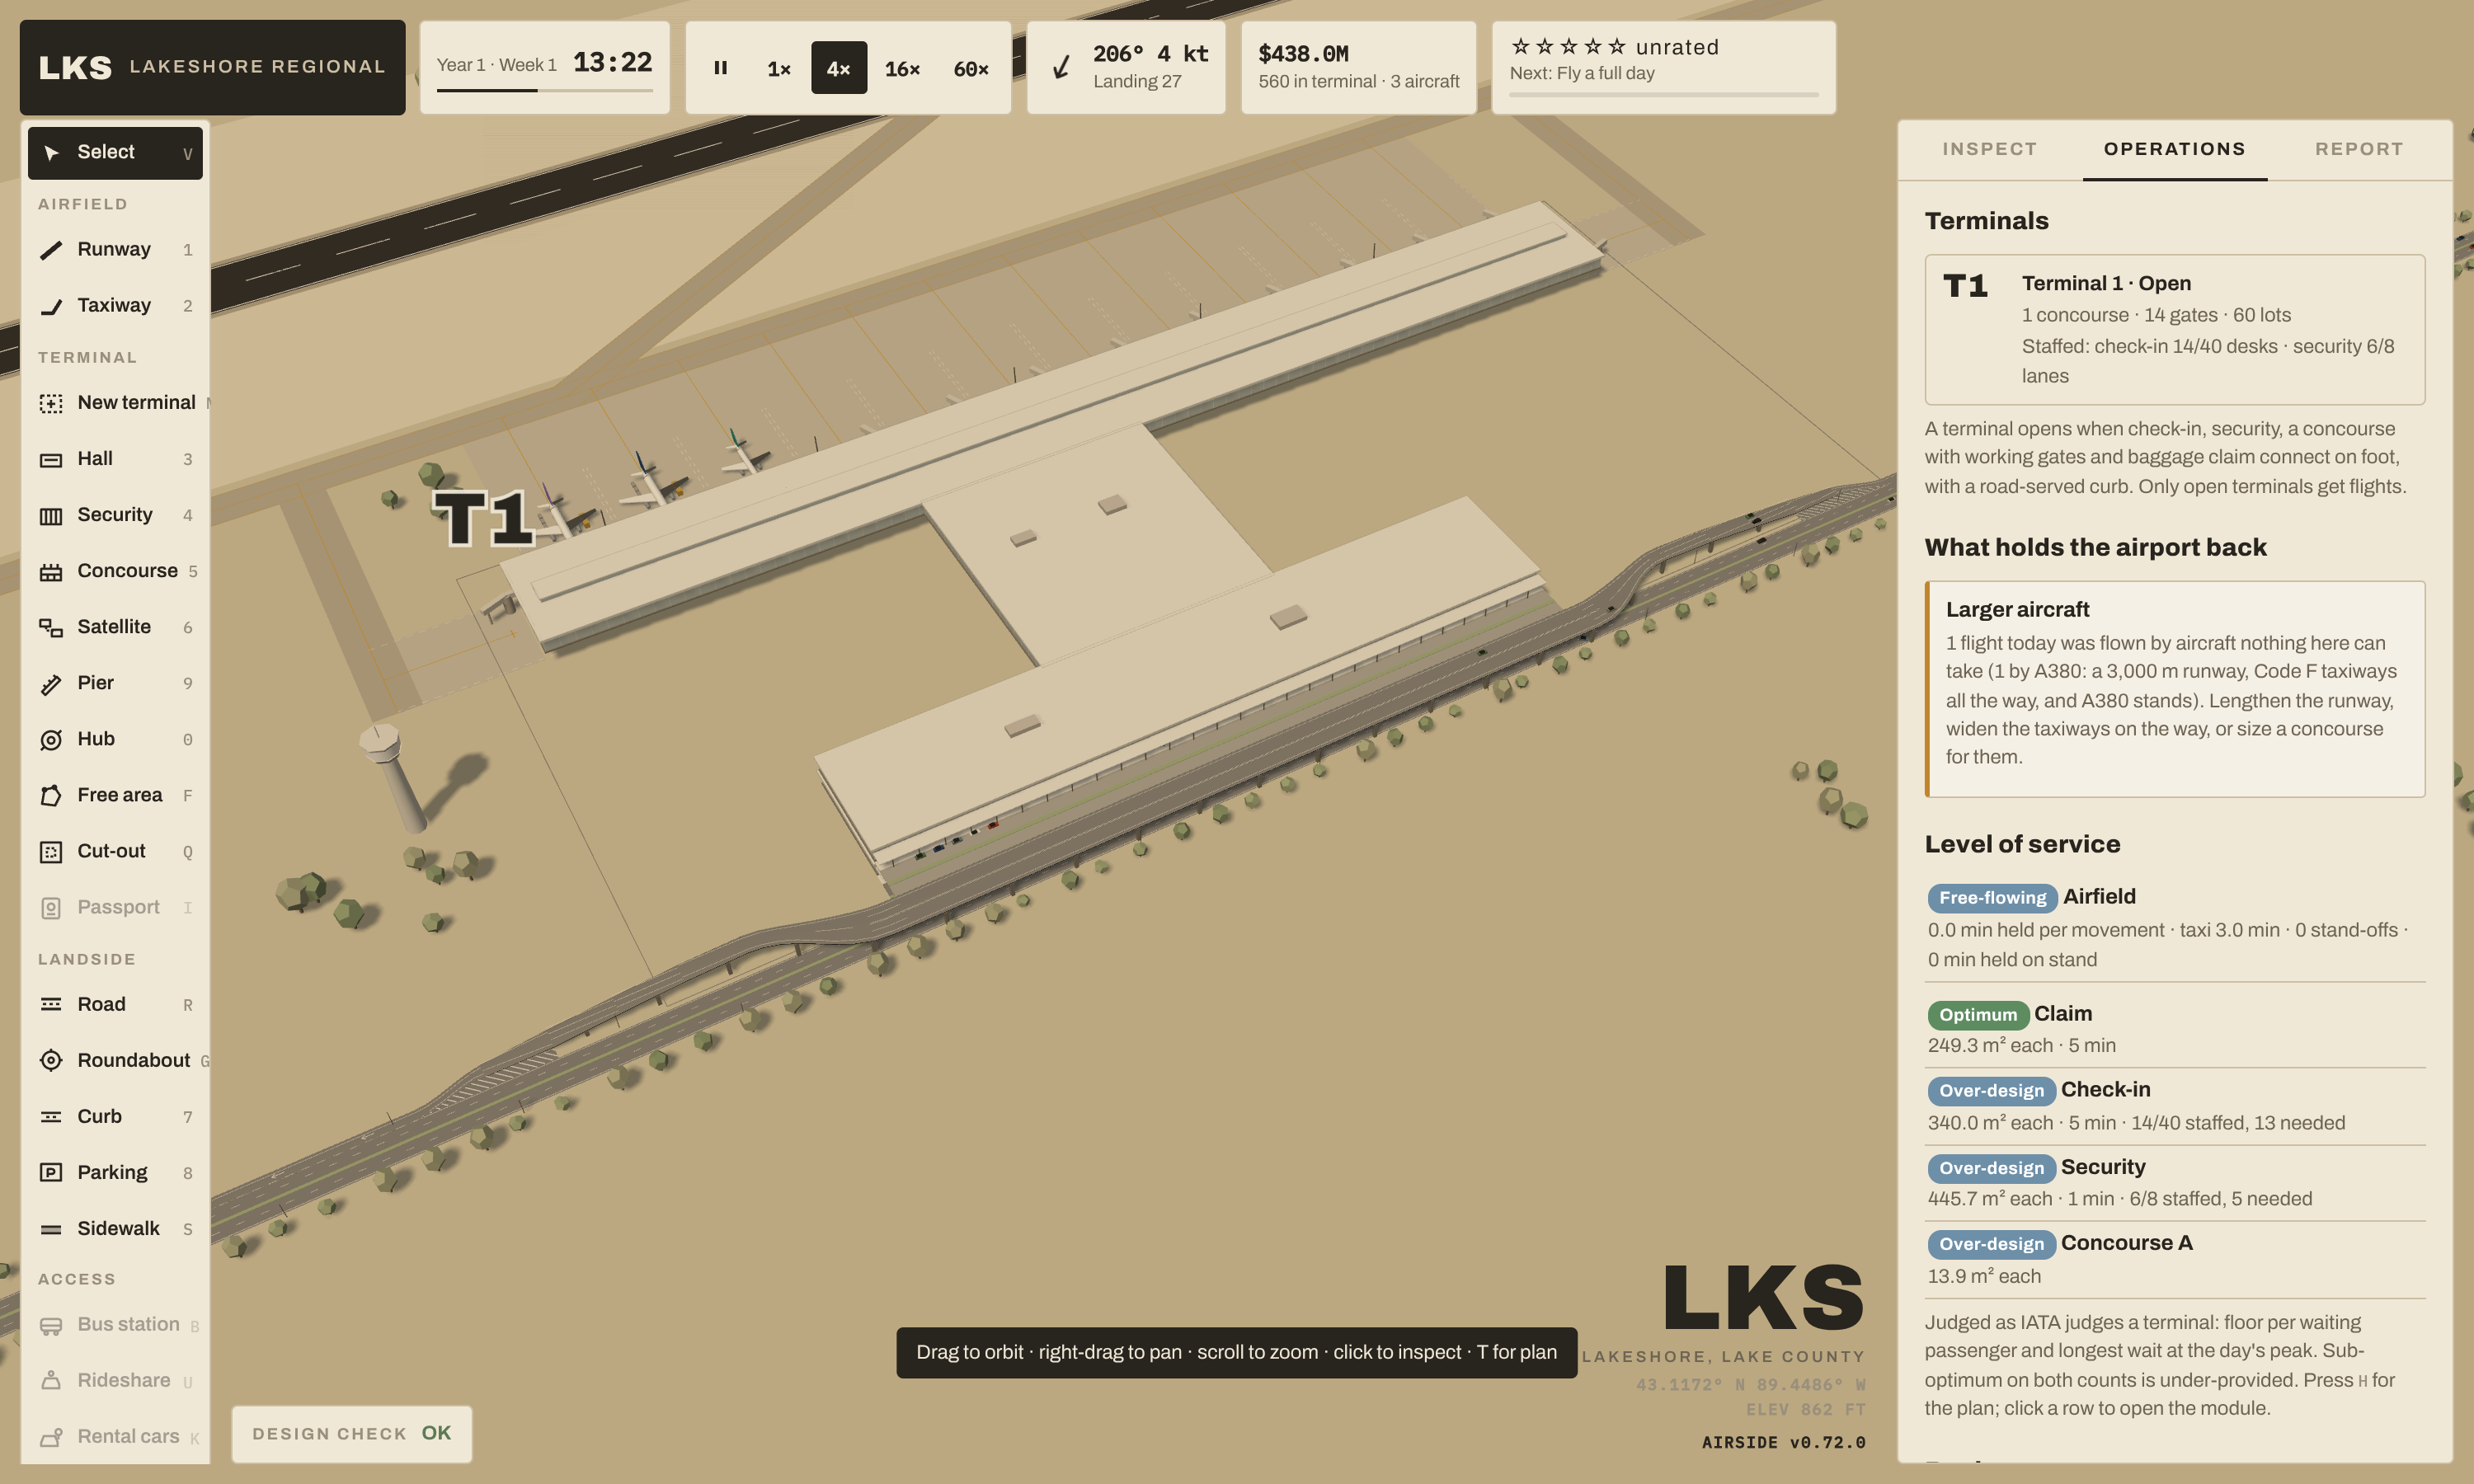 LKS LAKESHORE REGIONAL
Year 1 · Week 1 13:22
1× 4× 16× 60×
206° 4 kt
Landing 27
$438.0M
560 in terminal · 3 aircraft
☆☆☆☆☆ unrated
Next: Fly a full day
Select V
AIRFIELD
Runway 1
Taxiway 2
TERMINAL
New terminal
Hall 3
Security 4
Concourse 5
Satellite 6
Pier 9
Hub 0
Free area F
Cut-out Q
Passport I
LANDSIDE
Road R
Roundabout G
Curb 7
Parking 8
Sidewalk S
ACCESS
Bus station B
Rideshare U
Rental cars K
T1
DESIGN CHECK OK
Drag to orbit · right-drag to pan · scroll to zoom · click to inspect · T for plan
LKS
LAKESHORE, LAKE COUNTY
43.1172° N 89.4486° W
ELEV 862 FT
AIRSIDE v0.72.0
INSPECT OPERATIONS REPORT
Terminals
T1 Terminal 1 · Open
1 concourse · 14 gates · 60 lots
Staffed: check-in 14/40 desks · security 6/8
lanes
A terminal opens when check-in, security, a concourse
with working gates and baggage claim connect on foot,
with a road-served curb. Only open terminals get flights.
What holds the airport back
Larger aircraft
1 flight today was flown by aircraft nothing here can
take (1 by A380: a 3,000 m runway, Code F taxiways
all the way, and A380 stands). Lengthen the runway,
widen the taxiways on the way, or size a concourse
for them.
Level of service
Free-flowing Airfield
0.0 min held per movement · taxi 3.0 min · 0 stand-offs ·
0 min held on stand
Optimum Claim
249.3 m² each · 5 min
Over-design Check-in
340.0 m² each · 5 min · 14/40 staffed, 13 needed
Over-design Security
445.7 m² each · 1 min · 6/8 staffed, 5 needed
Over-design Concourse A
13.9 m² each
Judged as IATA judges a terminal: floor per waiting
passenger and longest wait at the day's peak. Sub-
optimum on both counts is under-provided. Press H for
the plan; click a row to open the module.